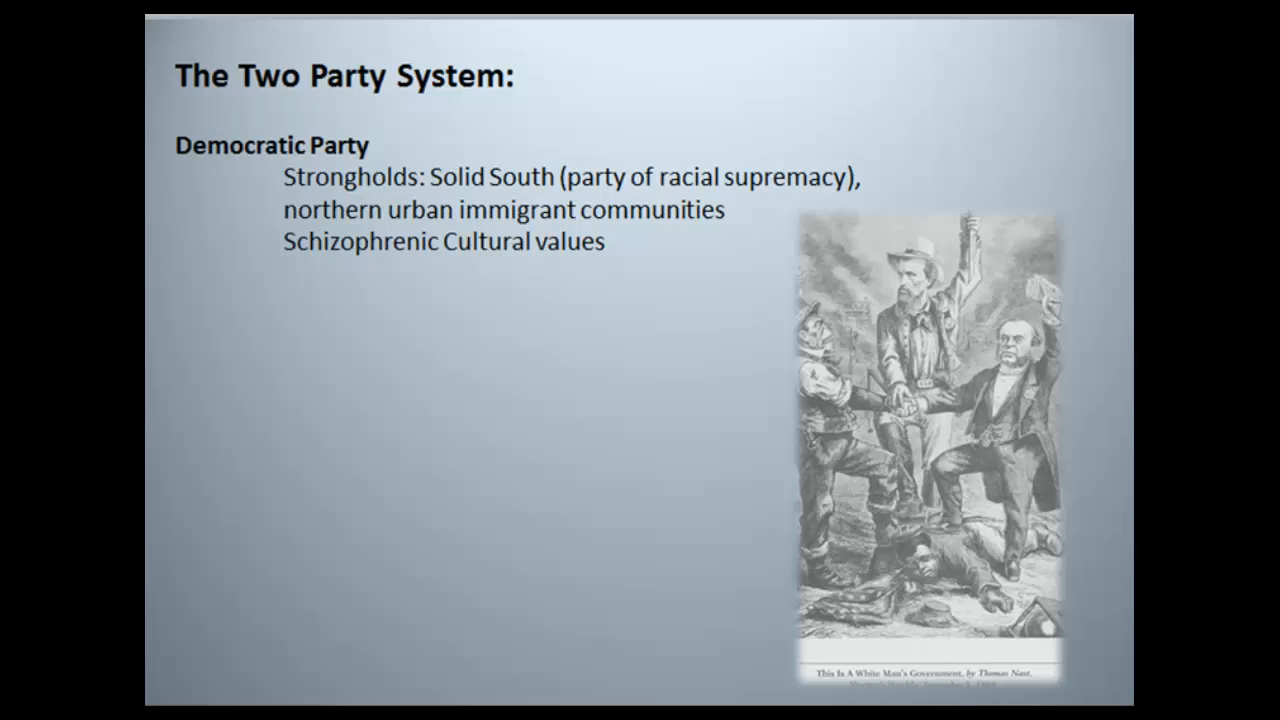 The Two Party System:
Democratic Party
Strongholds: Solid South (party of racial supremacy),
northern urban immigrant communities
Schizophrenic Cultural values
This Is A White Man's Government, by Thomas Nast.